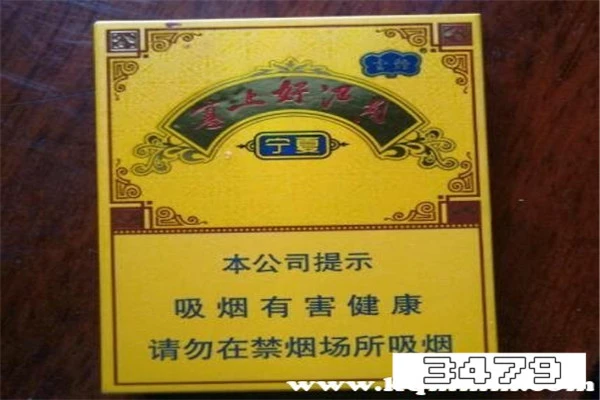 塞上好江南
宁夏
本公司提示
吸烟有害健康
请勿在禁烟场所吸烟
3479